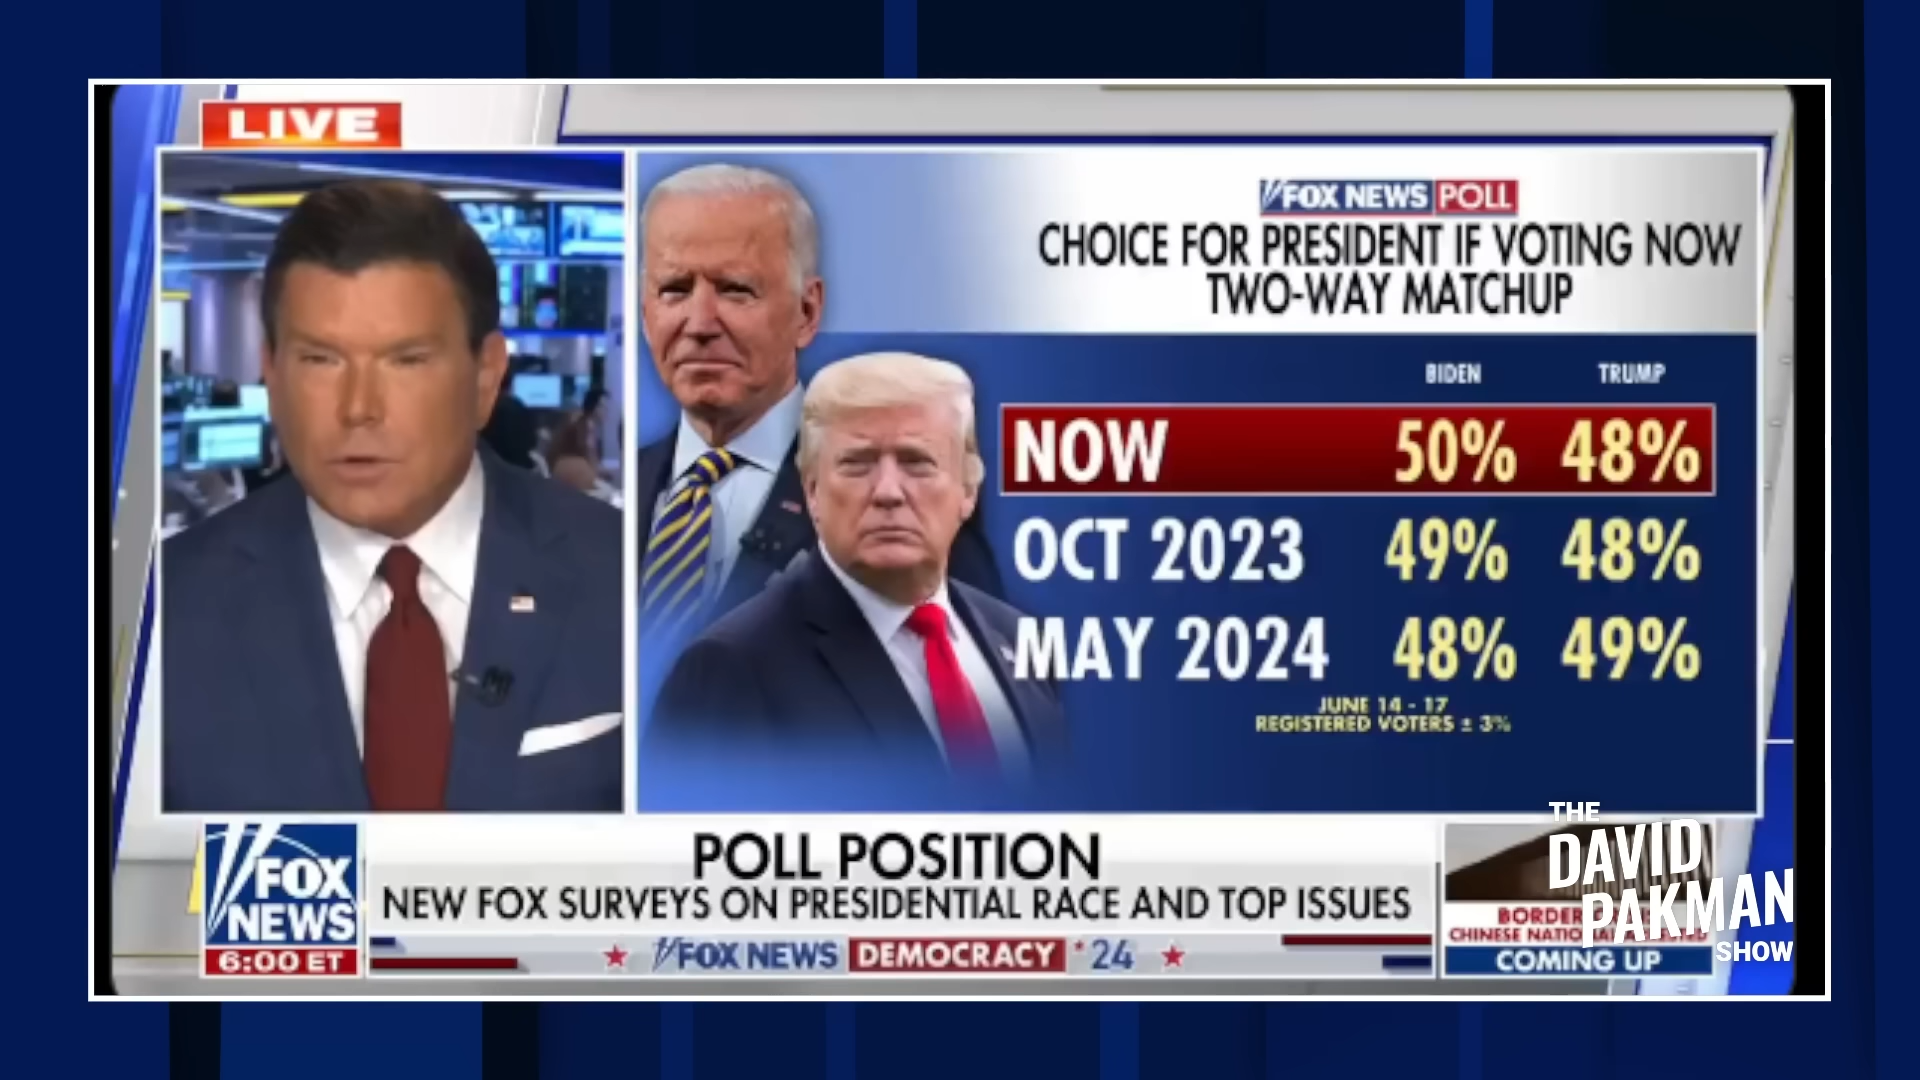 LIVE
FOX NEWS POLL
CHOICE FOR PRESIDENT IF VOTING NOW
TWO-WAY MATCHUP
BIDEN TRUMP
NOW 50% 48%
OCT 2023 49% 48%
MAY 2024 48% 49%
JUNE 14 - 17
REGISTERED VOTERS ± 3%
POLL POSITION
NEW FOX SURVEYS ON PRESIDENTIAL RACE AND TOP ISSUES
FOX NEWS DEMOCRACY '24
FOX
NEWS
6:00 ET
BORDER
CHINESE
COMING UP
THE
DAVID
PAKMAN
SHOW